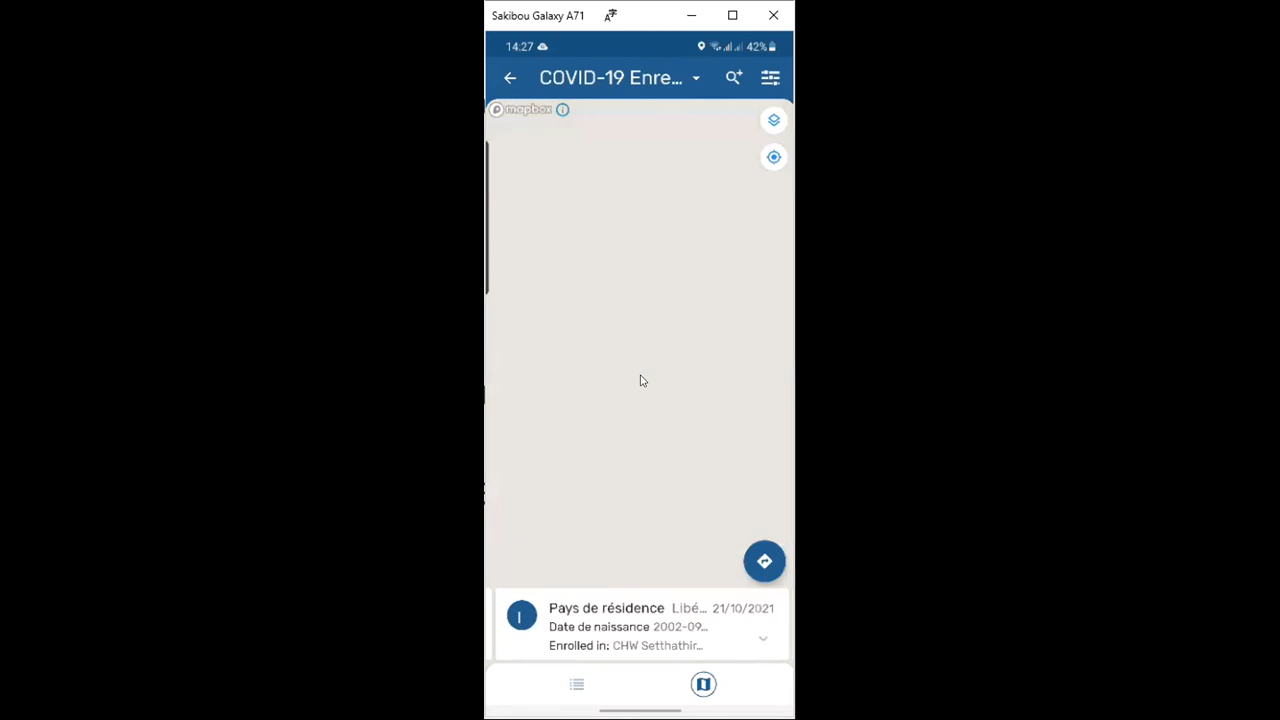 Sakibou Galaxy A71
14:27
42%
COVID-19 Enre...
mapbox
Pays de résidence Libé... 21/10/2021
Date de naissance 2002-09...
Enrolled in: CHW Setthathir...
I